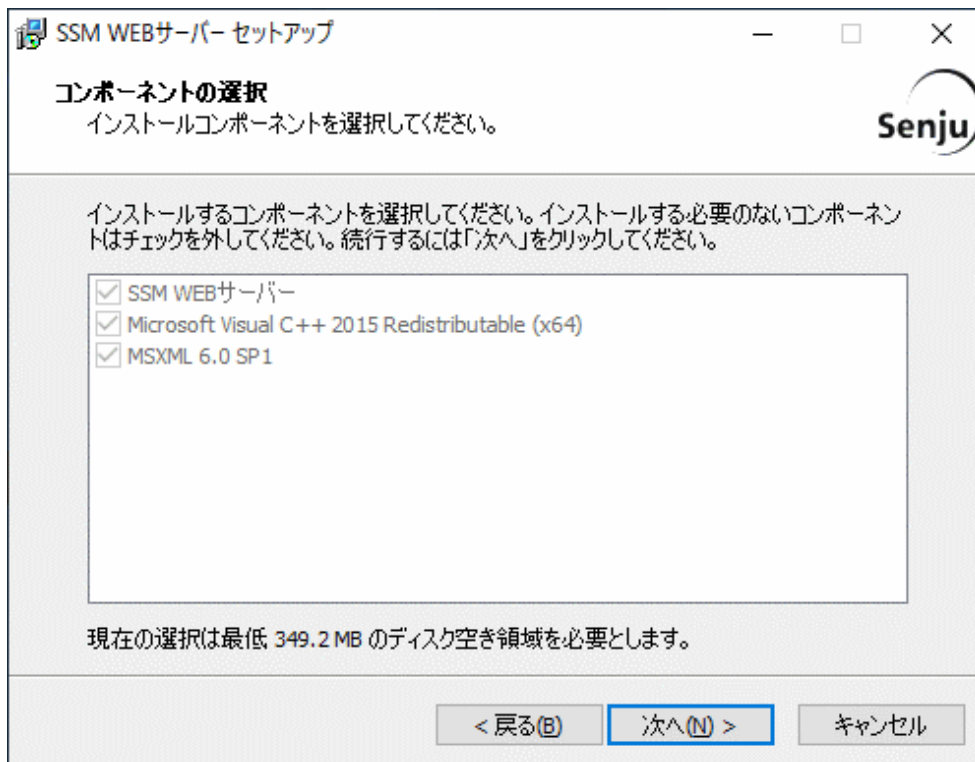 SSM WEBサーバー セットアップ
コンポーネントの選択
インストールコンポーネントを選択してください。
Senju
インストールするコンポーネントを選択してください。インストールする必要のないコンポーネン
トはチェックを外してください。続行するには「次へ」をクリックしてください。
SSM WEBサーバー
Microsoft Visual C++ 2015 Redistributable (x64)
MSXML 6.0 SP1
現在の選択は最低 349.2 MB のディスク空き領域を必要とします。
< 戻る(B)
次へ(N) >
キャンセル